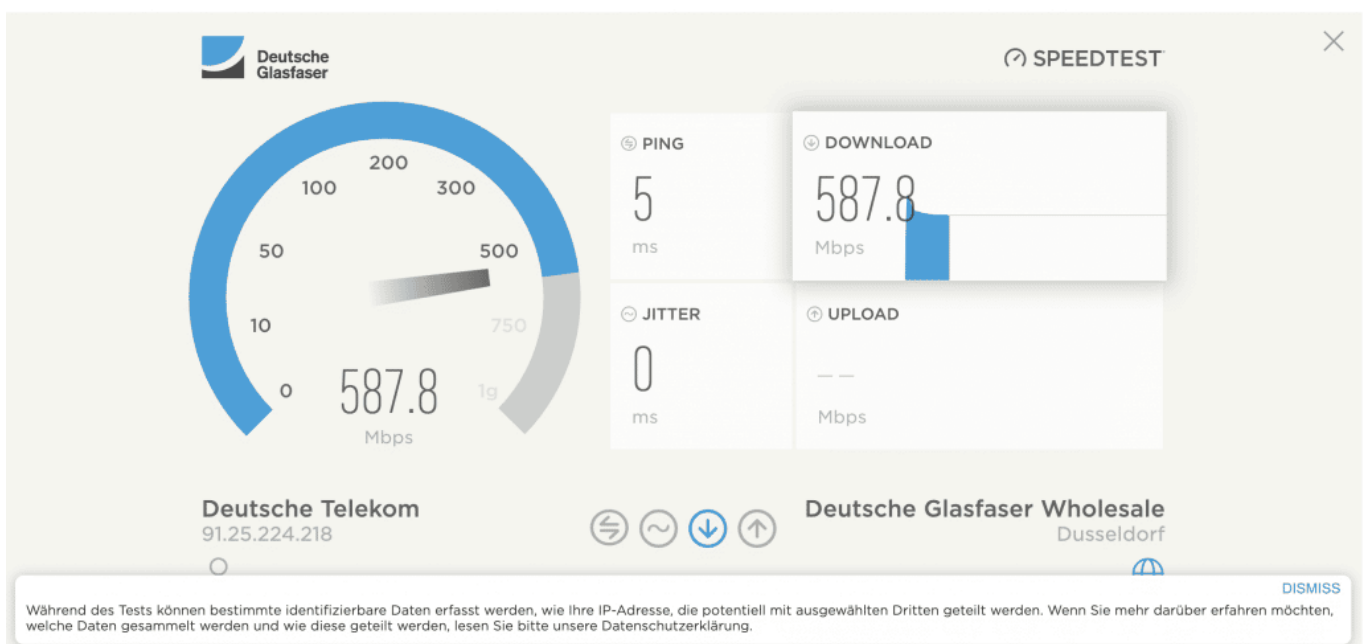 Deutsche
Glasfaser
SPEEDTEST
200
100
300
50
500
10
750
0
1g
587.8
Mbps
PING
5
ms
DOWNLOAD
587.8
Mbps
JITTER
0
ms
UPLOAD
— —
Mbps
Deutsche Telekom
91.25.224.218
Deutsche Glasfaser Wholesale
Dusseldorf
DISMISS
Während des Tests können bestimmte identifizierbare Daten erfasst werden, wie Ihre IP-Adresse, die potentiell mit ausgewählten Dritten geteilt werden. Wenn Sie mehr darüber erfahren möchten,
welche Daten gesammelt werden und wie diese geteilt werden, lesen Sie bitte unsere Datenschutzerklärung.